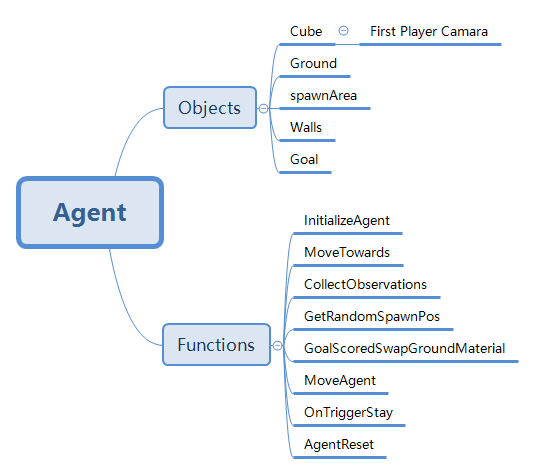 Cube
First Player Camara
Ground
spawnArea
Objects
Walls
Goal
Agent
InitializeAgent
MoveTowards
CollectObservations
GetRandomSpawnPos
Functions
GoalScoredSwapGroundMaterial
MoveAgent
OnTriggerStay
AgentReset